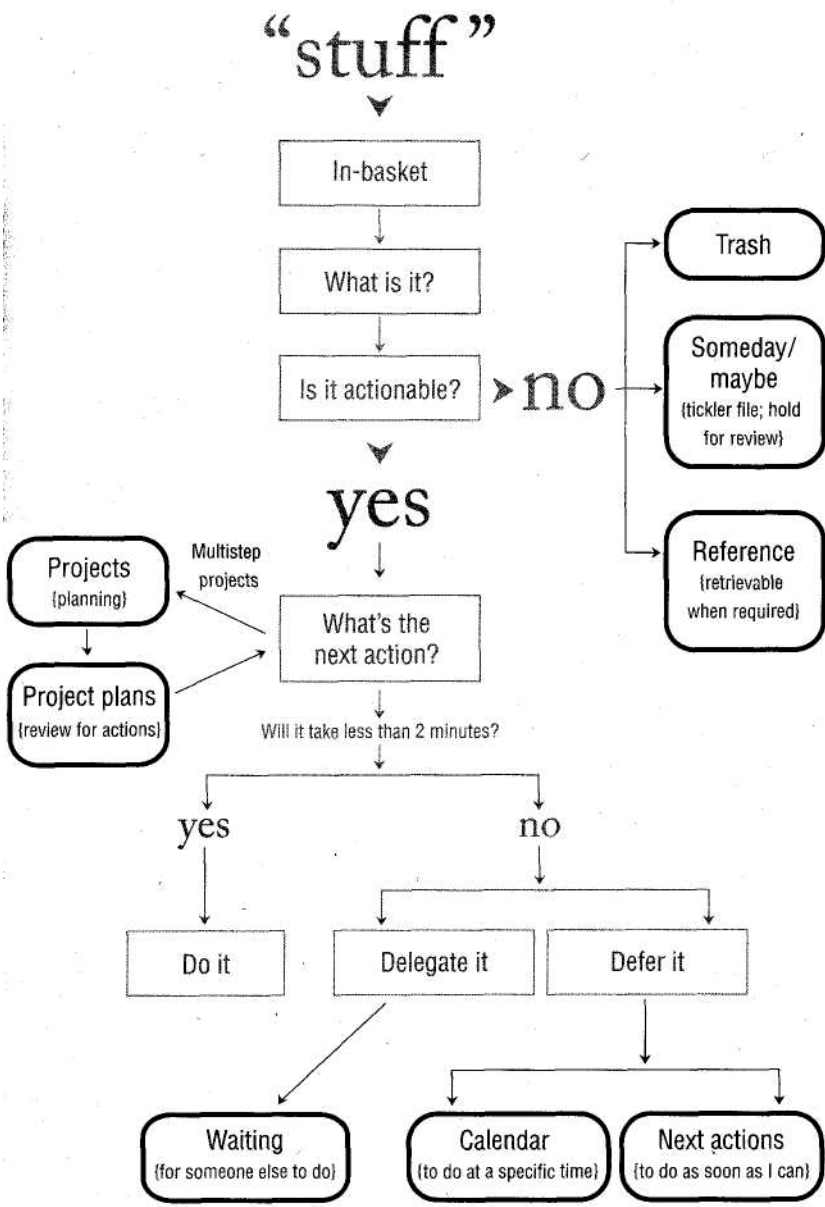 “stuff”
In-basket
What is it?
Is it actionable?
no
Trash
Someday/
maybe
{tickler file; hold
for review}
Reference
{retrievable
when required}
yes
Multistep
projects
Projects
{planning}
Project plans
{review for actions}
What's the
next action?
Will it take less than 2 minutes?
yes
no
Do it
Delegate it
Defer it
Waiting
{for someone else to do}
Calendar
{to do at a specific time}
Next actions
{to do as soon as I can}